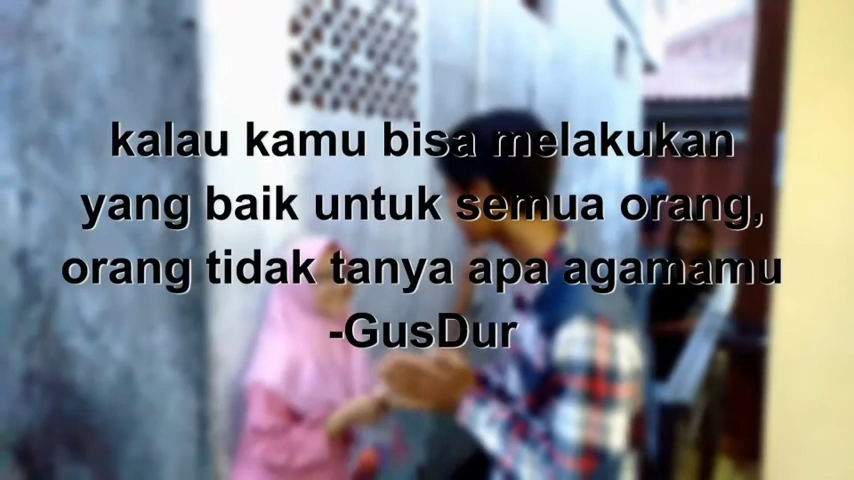 kalau kamu bisa melakukan
yang baik untuk semua orang,
orang tidak tanya apa agamamu
-GusDur